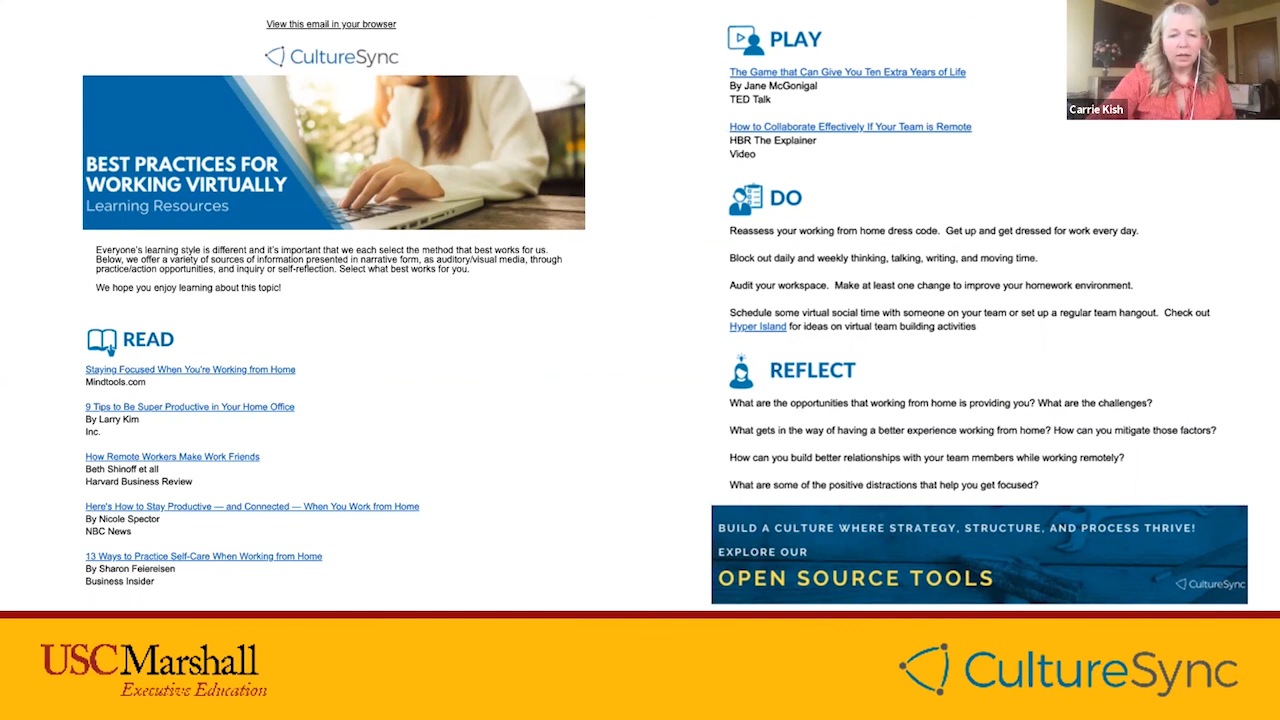 View this email in your browser
CultureSync
BEST PRACTICES FOR
WORKING VIRTUALLY
Learning Resources
Everyone's learning style is different and it's important that we each select the method that best works for us.
Below, we offer a variety of sources of information presented in narrative form, as auditory/visual media, through
practice/action opportunities, and inquiry or self-reflection. Select what best works for you.
We hope you enjoy learning about this topic!
READ
Staying Focused When You're Working from Home
Mindtools.com
9 Tips to Be Super Productive in Your Home Office
By Larry Kim
Inc.
How Remote Workers Make Work Friends
Beth Shinoff et all
Harvard Business Review
Here's How to Stay Productive — and Connected — When You Work from Home
By Nicole Spector
NBC News
13 Ways to Practice Self-Care When Working from Home
By Sharon Feiereisen
Business Insider
PLAY
The Game that Can Give You Ten Extra Years of Life
By Jane McGonigal
TED Talk
How to Collaborate Effectively If Your Team is Remote
HBR The Explainer
Video
DO
Reassess your working from home dress code. Get up and get dressed for work every day.
Block out daily and weekly thinking, talking, writing, and moving time.
Audit your workspace. Make at least one change to improve your homework environment.
Schedule some virtual social time with someone on your team or set up a regular team hangout. Check out
Hyper Island for ideas on virtual team building activities
REFLECT
What are the opportunities that working from home is providing you? What are the challenges?
What gets in the way of having a better experience working from home? How can you mitigate those factors?
How can you build better relationships with your team members while working remotely?
What are some of the positive distractions that help you get focused?
BUILD A CULTURE WHERE STRATEGY, STRUCTURE, AND PROCESS THRIVE!
EXPLORE OUR
OPEN SOURCE TOOLS
CultureSync
Carrie Kish
USC Marshall
Executive Education
CultureSync